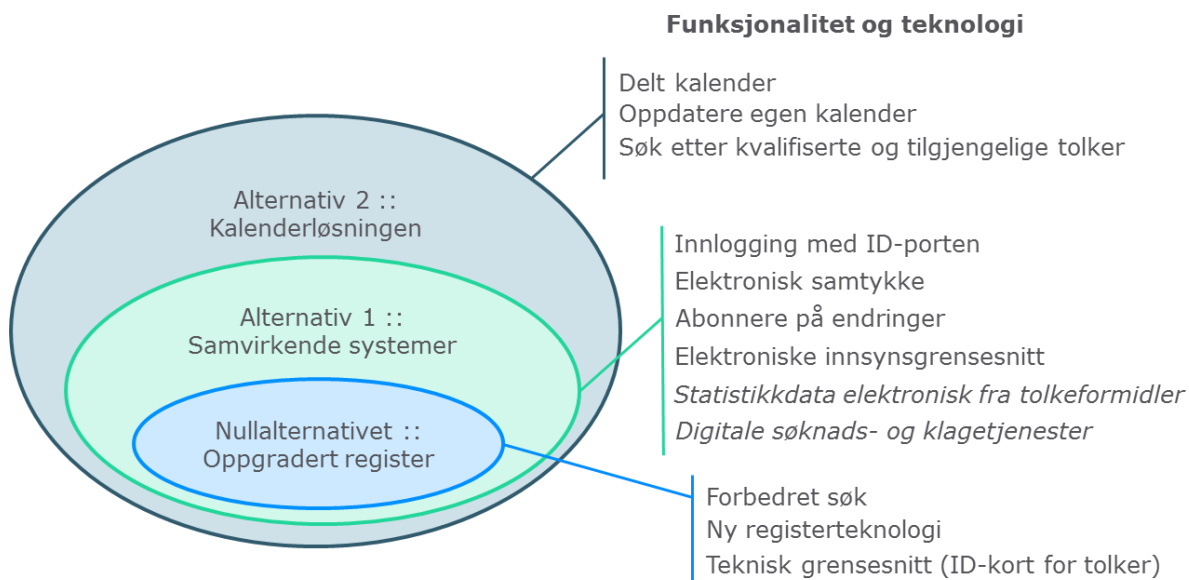 Funksjonalitet og teknologi
Delt kalender
Oppdatere egen kalender
Søk etter kvalifiserte og tilgjengelige tolker
Alternativ 2 ::
Kalenderløsningen
Innlogging med ID-porten
Elektronisk samtykke
Abonnere på endringer
Elektroniske innsynsgrensesnitt
Statistikkdata elektronisk fra tolkeformidler
Digitale søknads- og klagetjenester
Alternativ 1 ::
Samvirkende systemer
Nullalternativet ::
Oppgradert register
Forbedret søk
Ny registerteknologi
Teknisk grensesnitt (ID-kort for tolker)